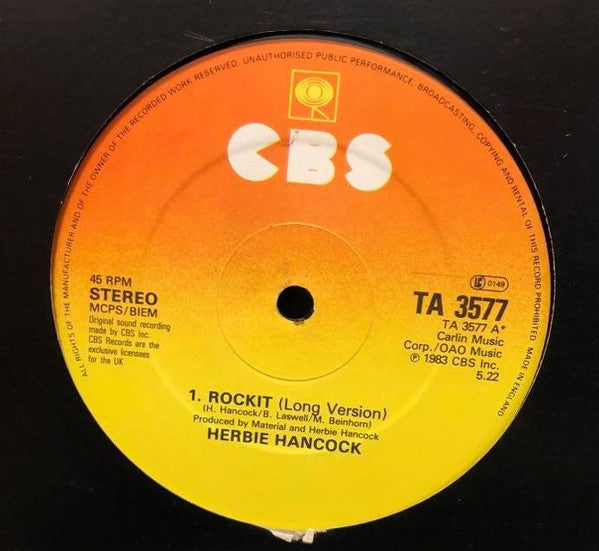 ALL RIGHTS OF THE MANUFACTURER AND OF THE OWNER OF THE RECORDED WORK RESERVED. UNAUTHORISED PUBLIC PERFORMANCE, BROADCASTING, COPYING AND RENTAL OF THIS RECORD PROHIBITED. MADE IN ENGLAND
CBS
45 RPM
STEREO
MCPS/BIEM
Original sound recording
made by CBS Inc.
CBS Records are the
exclusive licensees
for the UK
LC 0149
TA 3577
TA 3577 A*
Carlin Music
Corp./OAO Music
℗ 1983 CBS Inc.
5.22
1. ROCKIT (Long Version)
(H. Hancock/B. Laswell/M. Beinhorn)
Produced by Material and Herbie Hancock
HERBIE HANCOCK